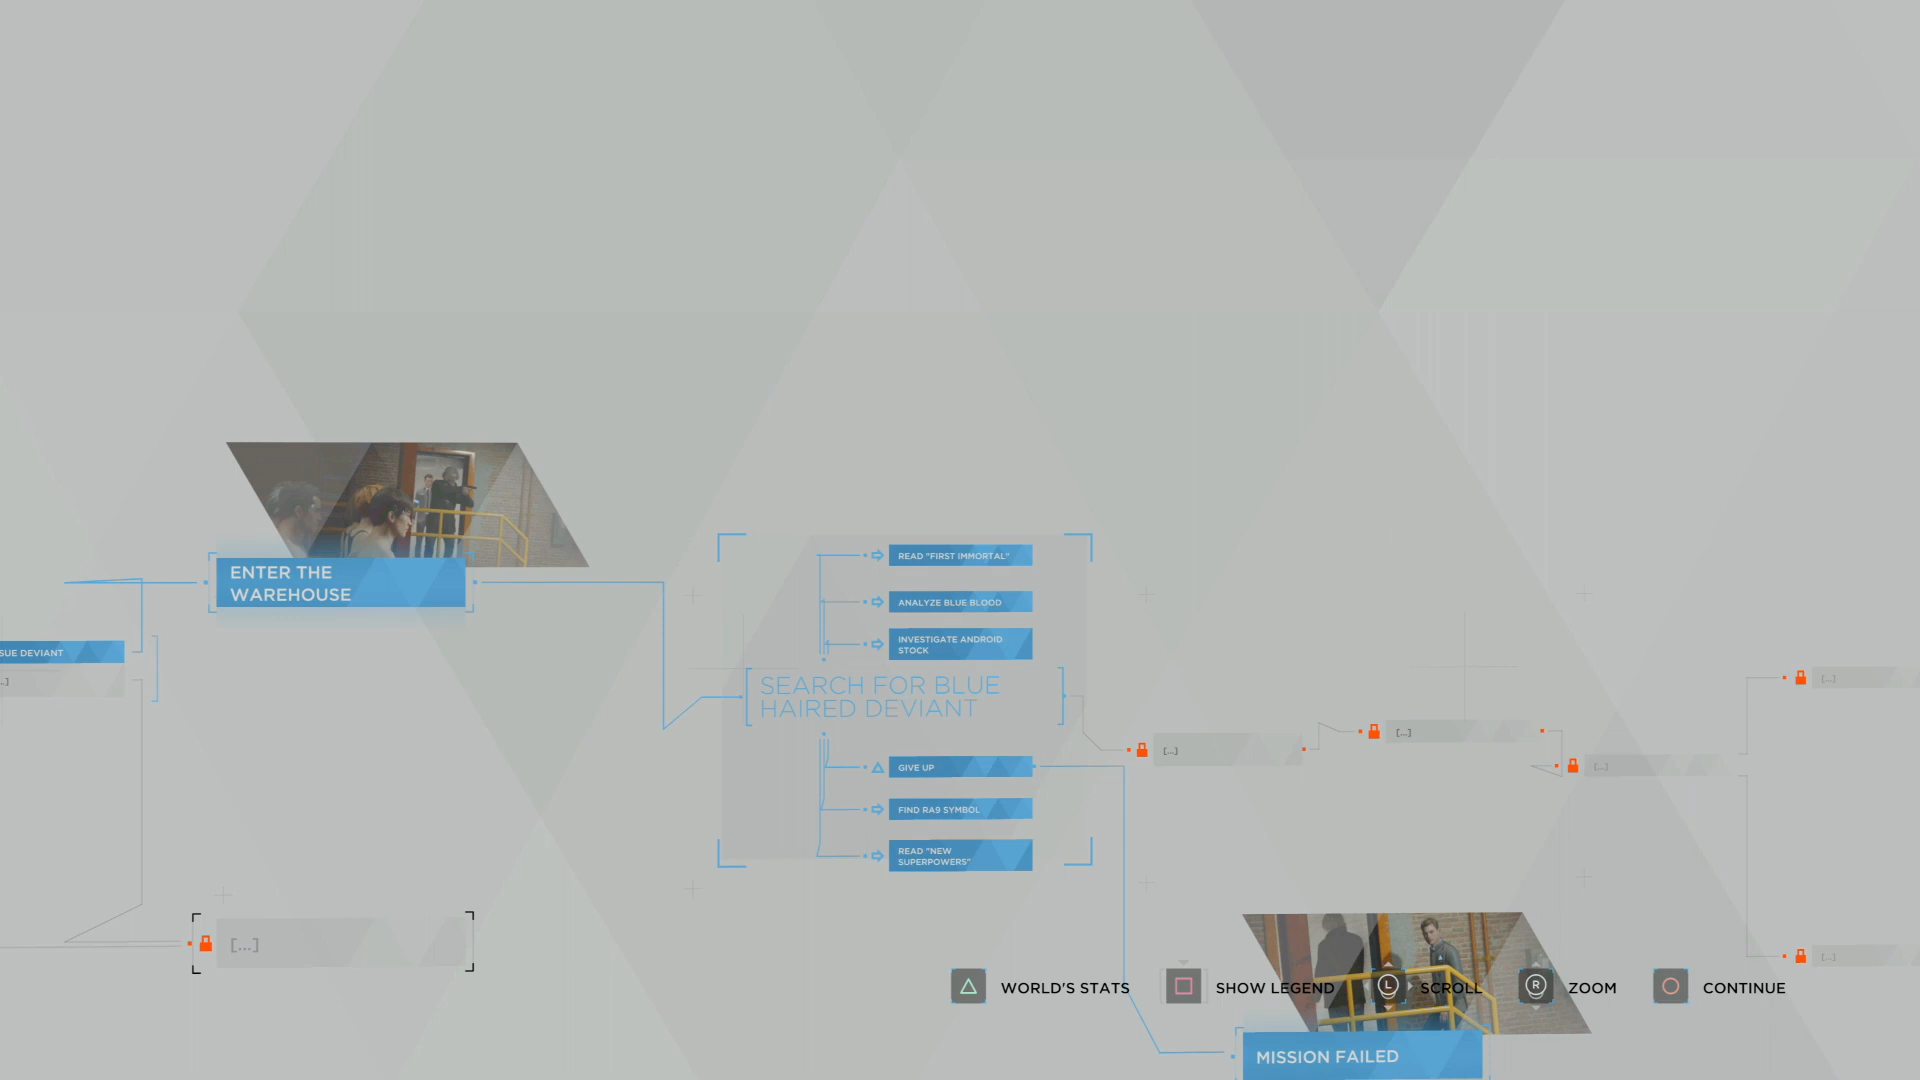 ENTER THE
WAREHOUSE
SUE DEVIANT
...]
[...]
READ "FIRST IMMORTAL"
ANALYZE BLUE BLOOD
INVESTIGATE ANDROID
STOCK
SEARCH FOR BLUE
HAIRED DEVIANT
GIVE UP
FIND RA9 SYMBOL
READ "NEW
SUPERPOWERS"
[...]
[...]
[...]
[...]
[...]
WORLD'S STATS
SHOW LEGEND
L
SCROLL
R
ZOOM
CONTINUE
MISSION FAILED